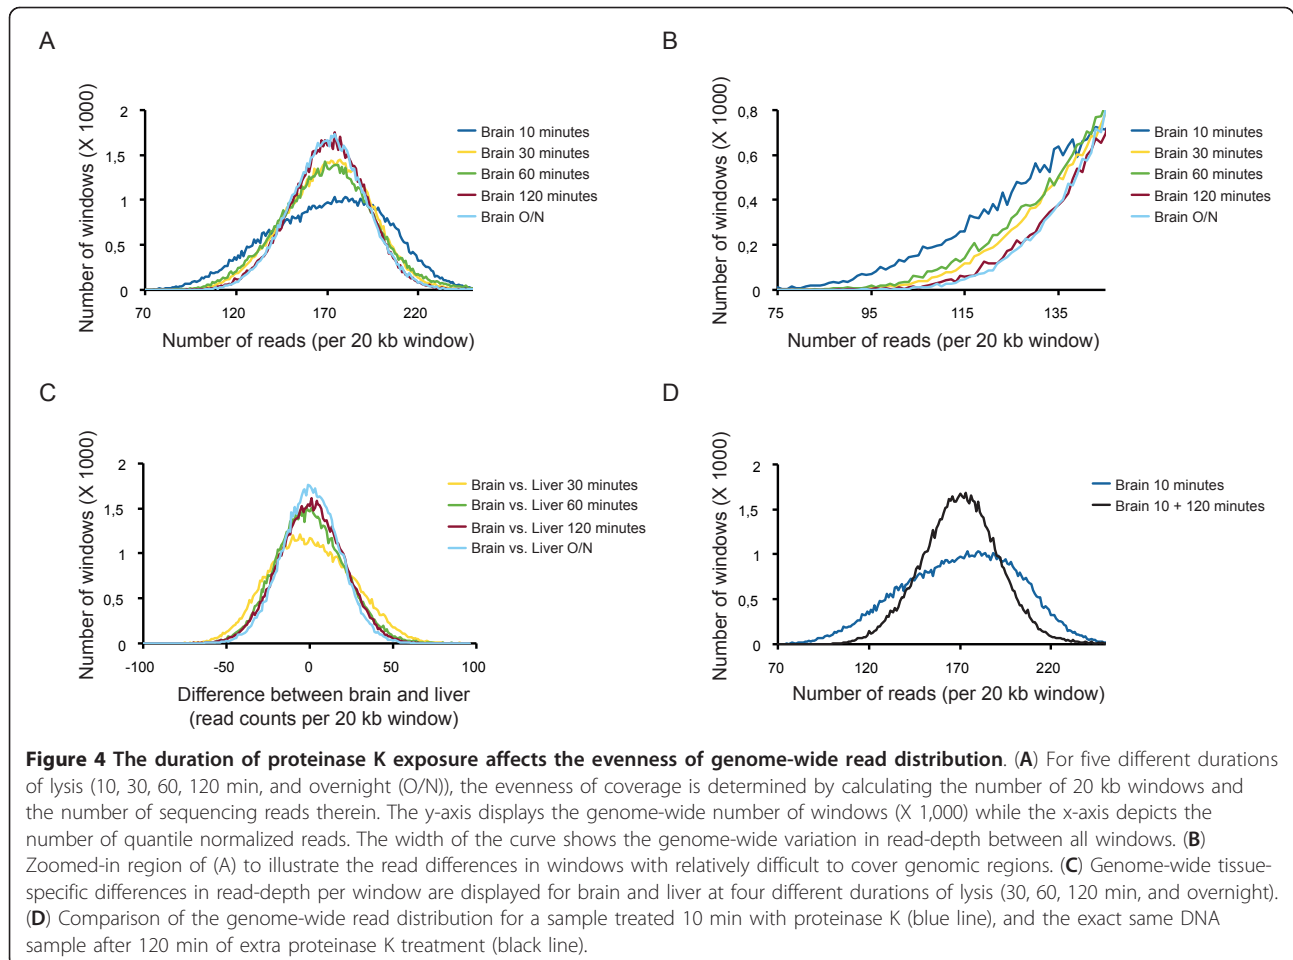 A
Number of windows (X 1000)
2
1,5
1
0,5
0
70
120
170
220
Number of reads (per 20 kb window)
Brain 10 minutes
Brain 30 minutes
Brain 60 minutes
Brain 120 minutes
Brain O/N
B
Number of windows (X 1000)
0,8
0,6
0,4
0,2
0
75
95
115
135
Number of reads (per 20 kb window)
Brain 10 minutes
Brain 30 minutes
Brain 60 minutes
Brain 120 minutes
Brain O/N
C
Number of windows (X 1000)
2
1,5
1
0,5
0
-100
-50
0
50
100
Difference between brain and liver
(read counts per 20 kb window)
Brain vs. Liver 30 minutes
Brain vs. Liver 60 minutes
Brain vs. Liver 120 minutes
Brain vs. Liver O/N
D
Number of windows (X 1000)
2
1,5
1
0,5
0
70
120
170
220
Number of reads (per 20 kb window)
Brain 10 minutes
Brain 10 + 120 minutes
Figure 4 The duration of proteinase K exposure affects the evenness of genome-wide read distribution. (A) For five different durations
of lysis (10, 30, 60, 120 min, and overnight (O/N)), the evenness of coverage is determined by calculating the number of 20 kb windows and
the number of sequencing reads therein. The y-axis displays the genome-wide number of windows (X 1,000) while the x-axis depicts the
number of quantile normalized reads. The width of the curve shows the genome-wide variation in read-depth between all windows. (B)
Zoomed-in region of (A) to illustrate the read differences in windows with relatively difficult to cover genomic regions. (C) Genome-wide tissue-
specific differences in read-depth per window are displayed for brain and liver at four different durations of lysis (30, 60, 120 min, and overnight).
(D) Comparison of the genome-wide read distribution for a sample treated 10 min with proteinase K (blue line), and the exact same DNA
sample after 120 min of extra proteinase K treatment (black line).